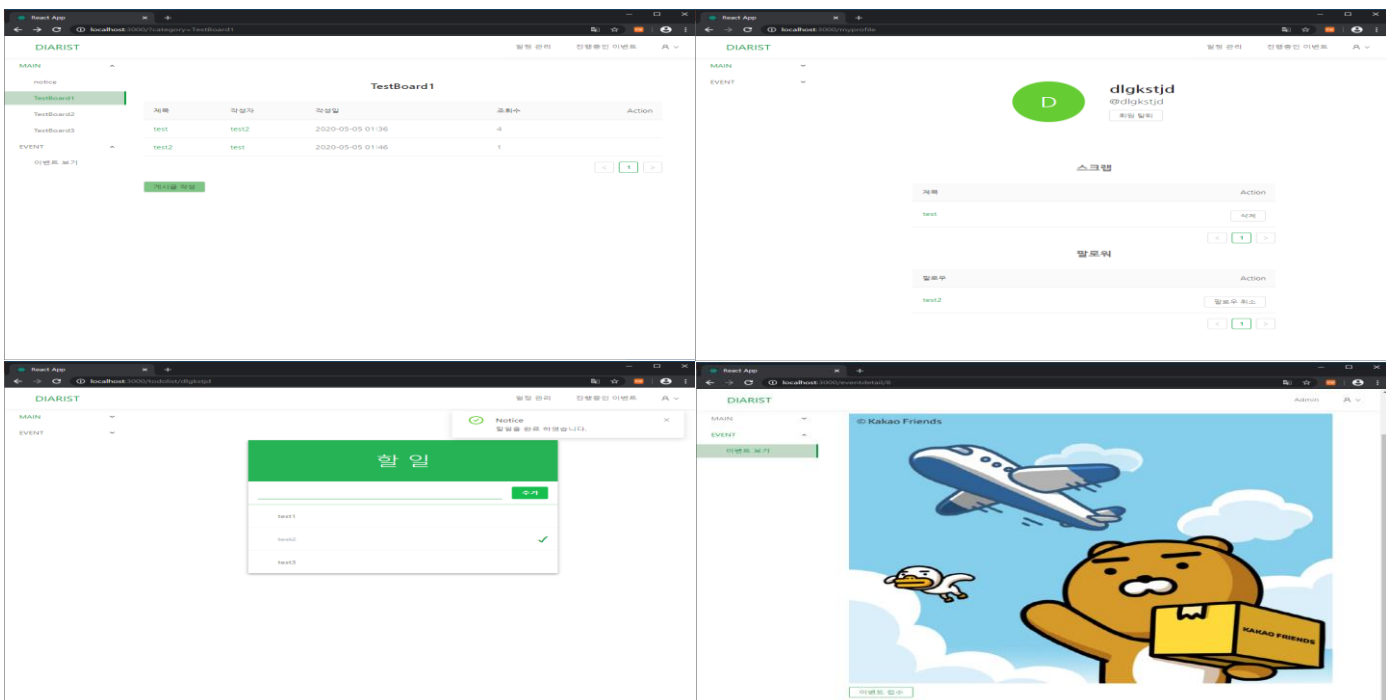 React App
localhost:3000/?category=TestBoard1
DIARIST
일정 관리 진행중인 이벤트
MAIN
notice
TestBoard1
TestBoard2
TestBoard3
EVENT
이벤트 보기
TestBoard1
제목 작성자 작성일 조회수 Action
test test2 2020-05-05 01:36 4
test2 test 2020-05-05 01:46 1
< 1 >
게시글 작성
React App
localhost:3000/myprofile
DIARIST
일정 관리 진행중인 이벤트
MAIN
EVENT
D
dlgkstjd
@dlgkstjd
회원 탈퇴
스크랩
제목 Action
test 삭제
< 1 >
팔로워
팔로우 Action
test2 팔로우 취소
< 1 >
React App
localhost:3000/todolist/dlgkstjd
DIARIST
일정 관리 진행중인 이벤트
MAIN
EVENT
Notice
할일을 완료 하였습니다.
할 일
추가
test1
test2
test3
React App
localhost:3000/eventdetail/8
DIARIST
Admin
MAIN
EVENT
이벤트 보기
© Kakao Friends
KAKAO FRIENDS
이벤트 접수